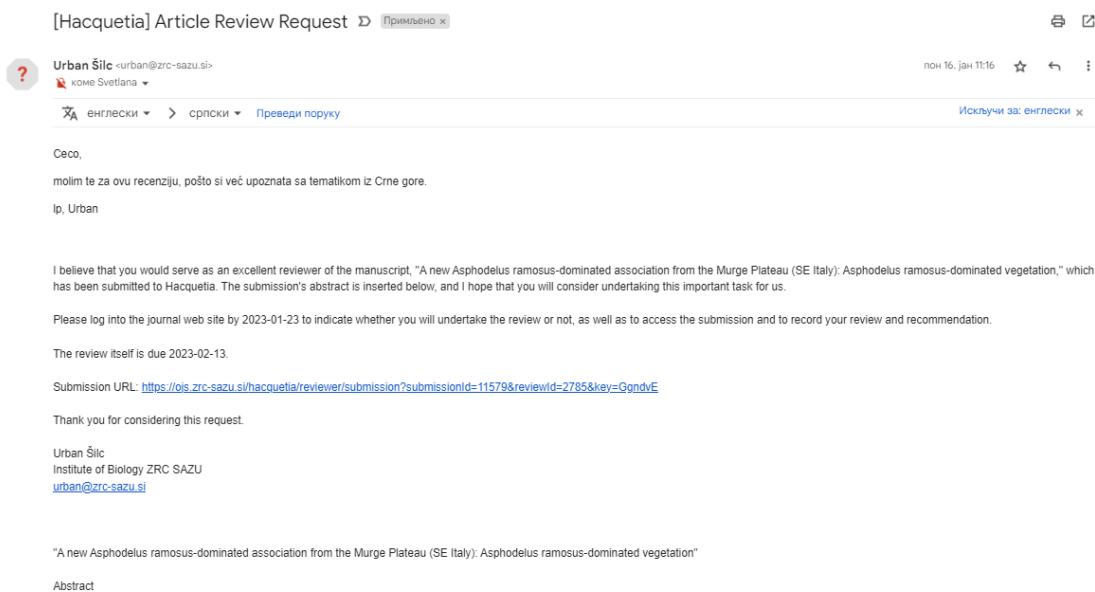 [Hacquetia] Article Review Request Примљено ×
Urban Šilc <urban@zrc-sazu.si>
пон 16. јан 11:16
коме Svetlana
енглески > српски Преведи поруку
Искључи за: енглески ×
Ceco,
molim te za ovu recenziju, pošto si već upoznata sa tematikom iz Crne gore.
lp, Urban
I believe that you would serve as an excellent reviewer of the manuscript, "A new Asphodelus ramosus-dominated association from the Murge Plateau (SE Italy): Asphodelus ramosus-dominated vegetation," which
has been submitted to Hacquetia. The submission's abstract is inserted below, and I hope that you will consider undertaking this important task for us.
Please log into the journal web site by 2023-01-23 to indicate whether you will undertake the review or not, as well as to access the submission and to record your review and recommendation.
The review itself is due 2023-02-13.
Submission URL: https://ojs.zrc-sazu.si/hacquetia/reviewer/submission?submissionId=11579&reviewId=2785&key=GgndvE
Thank you for considering this request.
Urban Šilc
Institute of Biology ZRC SAZU
urban@zrc-sazu.si
"A new Asphodelus ramosus-dominated association from the Murge Plateau (SE Italy): Asphodelus ramosus-dominated vegetation"
Abstract